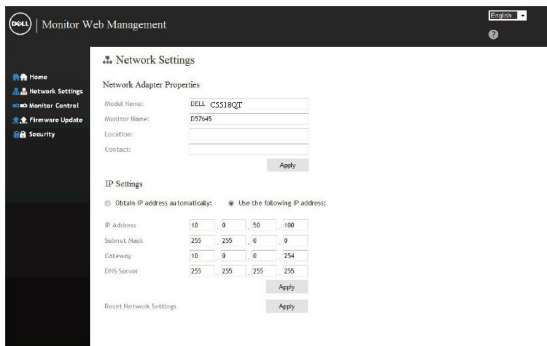 DELL | Monitor Web Management
English
?
Home
Network Settings
Monitor Control
Firmware Update
Security
Network Settings
Network Adapter Properties
Model Name: DELL C5518QT
Monitor Name: D57645
Location:
Contact:
Apply
IP Settings
Obtain IP address automatically: Use the following IP address:
IP Address 10 . 0 . 50 . 100
Subnet Mask 255 . 255 . 0 . 0
Gateway 10 . 0 . 0 . 254
DNS Server 255 . 255 . 255 . 255
Apply
Reset Network Settings Apply